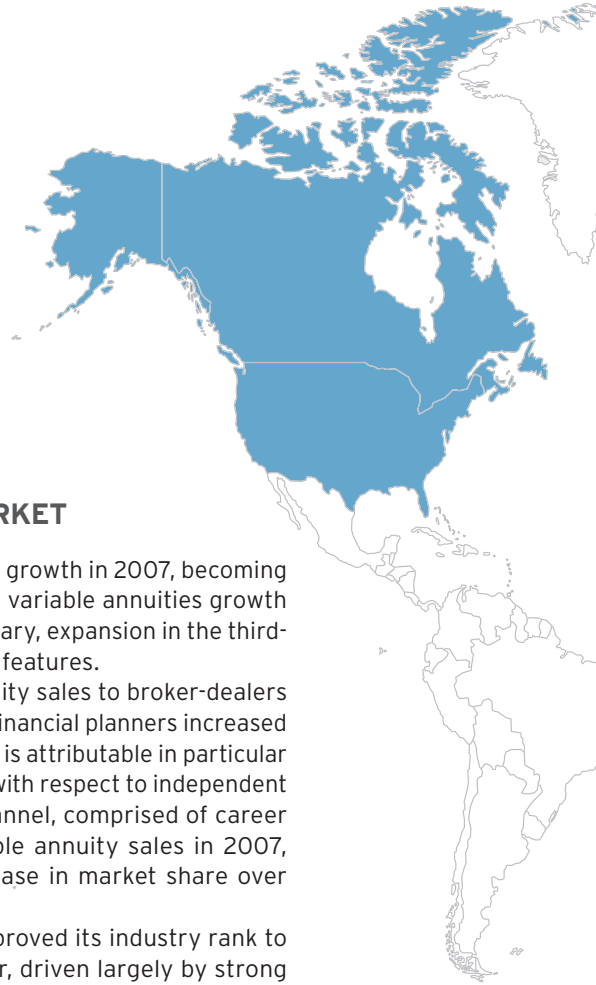 RKET
growth in 2007, becoming
variable annuities growth
ary, expansion in the third-
features.
ity sales to broker-dealers
financial planners increased
is attributable in particular
with respect to independent
annel, comprised of career
ble annuity sales in 2007,
ease in market share over
proved its industry rank to
r, driven largely by strong